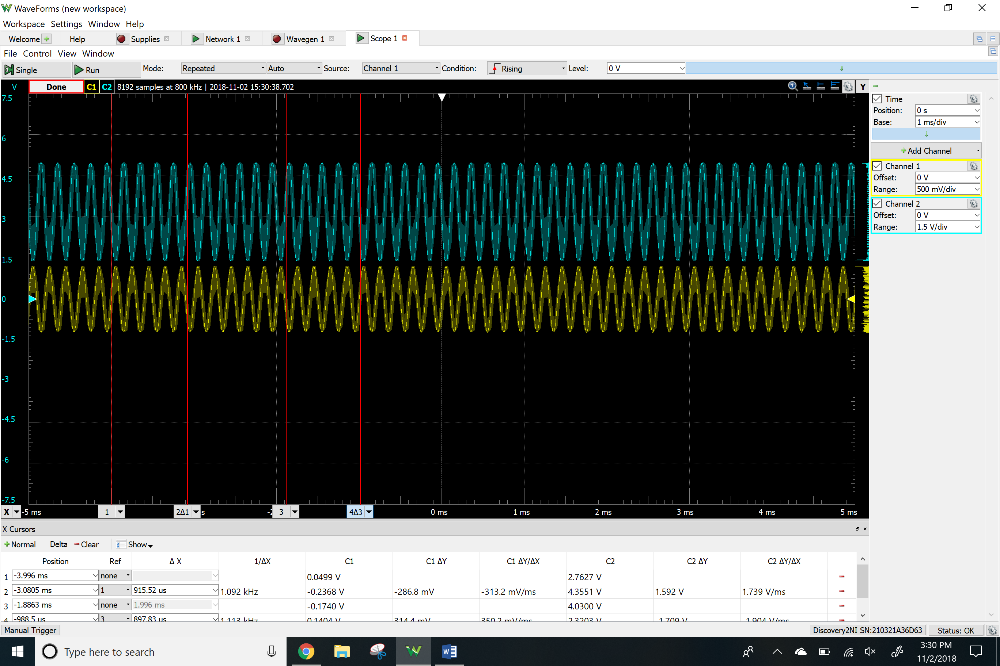 WaveForms (new workspace)
Workspace Settings Window Help
Welcome Help Supplies Network 1 Wavegen 1 Scope 1
File Control View Window
Single Run Mode: Repeated Auto Source: Channel 1 Condition: Rising Level: 0 V
V Done C1 C2 8192 samples at 800 kHz | 2018-11-02 15:30:38.702 Y
7.5
6
4.5
3
1.5
0
-1.5
-3
-4.5
-6
-7.5
Time
Position: 0 s
Base: 1 ms/div
Add Channel
Channel 1
Offset: 0 V
Range: 500 mV/div
Channel 2
Offset: 0 V
Range: 1.5 V/div
X -5 ms 1 2Δ1 s -2 3 4Δ3 0 ms 1 ms 2 ms 3 ms 4 ms 5 ms
X Cursors
Normal Delta Clear Show
Position Ref Δ X 1/ΔX C1 C1 ΔY C1 ΔY/ΔX C2 C2 ΔY C2 ΔY/ΔX
1 -3.996 ms none 0.0499 V 2.7627 V
2 -3.0805 ms 1 915.52 us 1.092 kHz -0.2368 V -286.8 mV -313.2 mV/ms 4.3551 V 1.592 V 1.739 V/ms
3 -1.8863 ms none 1.996 ms -0.1740 V 4.0300 V
4 -988.5 us 3 897.83 us 1.113 kHz 0.1404 V 314.4 mV 350.2 mV/ms 2.3203 V -1.709 V -1.904 V/ms
Manual Trigger Discovery2NI SN:210321A36D63 Status: OK
Type here to search
3:30 PM
11/2/2018